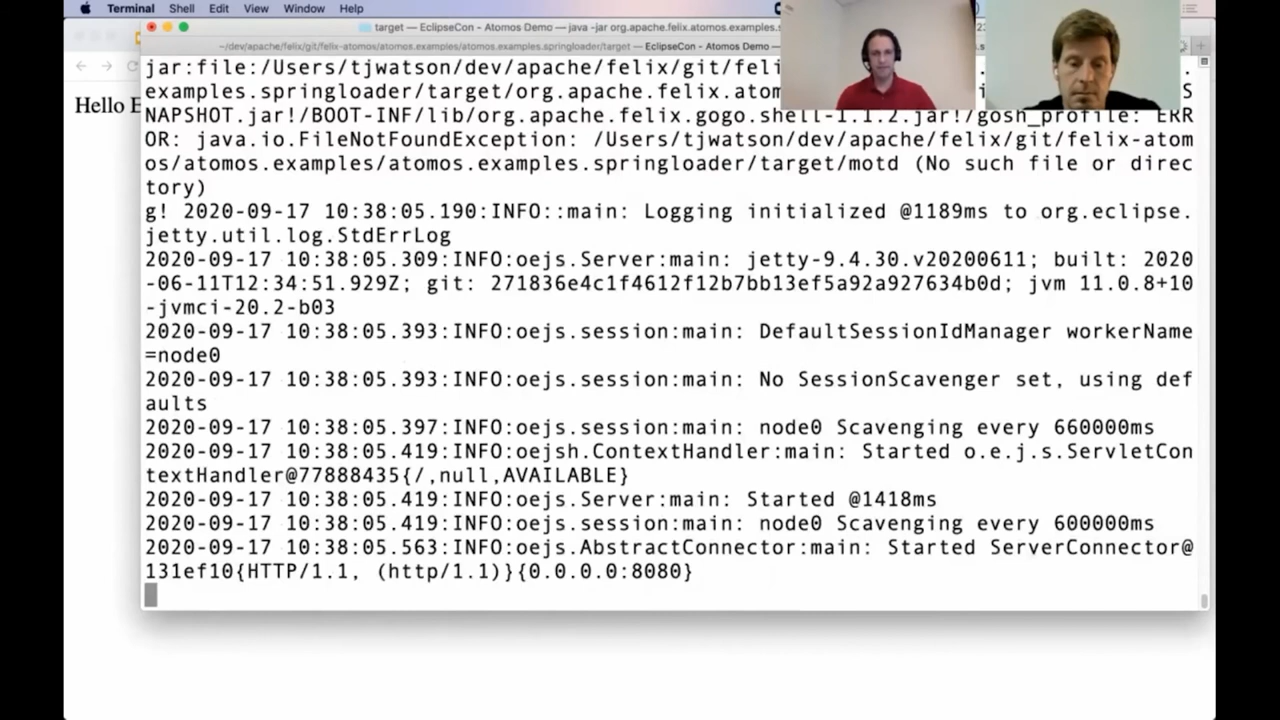 Terminal Shell Edit View Window Help
target — EclipseCon - Atomos Demo — java -jar org.apache.felix.atomos.examples.s
~/dev/apache/felix/git/felix-atomos/atomos.examples/atomos.examples.springloader/target — EclipseCon - Atomos Demo —
Hello E
jar:file:/Users/tjwatson/dev/apache/felix/git/feli
examples.springloader/target/org.apache.felix.atom S
NAPSHOT.jar!/BOOT-INF/lib/org.apache.felix.gogo.shell-1.1.2.jar!/gosh_profile: ERR
OR: java.io.FileNotFoundException: /Users/tjwatson/dev/apache/felix/git/felix-atom
os/atomos.examples/atomos.examples.springloader/target/motd (No such file or direc
tory)
g! 2020-09-17 10:38:05.190:INFO::main: Logging initialized @1189ms to org.eclipse.
jetty.util.log.StdErrLog
2020-09-17 10:38:05.309:INFO:oejs.Server:main: jetty-9.4.30.v20200611; built: 2020
-06-11T12:34:51.929Z; git: 271836e4c1f4612f12b7bb13ef5a92a927634b0d; jvm 11.0.8+10
-jvmci-20.2-b03
2020-09-17 10:38:05.393:INFO:oejs.session:main: DefaultSessionIdManager workerName
=node0
2020-09-17 10:38:05.393:INFO:oejs.session:main: No SessionScavenger set, using def
aults
2020-09-17 10:38:05.397:INFO:oejs.session:main: node0 Scavenging every 660000ms
2020-09-17 10:38:05.419:INFO:oejsh.ContextHandler:main: Started o.e.j.s.ServletCon
textHandler@77888435{/,null,AVAILABLE}
2020-09-17 10:38:05.419:INFO:oejs.Server:main: Started @1418ms
2020-09-17 10:38:05.419:INFO:oejs.session:main: node0 Scavenging every 600000ms
2020-09-17 10:38:05.563:INFO:oejs.AbstractConnector:main: Started ServerConnector@
131ef10{HTTP/1.1, (http/1.1)}{0.0.0.0:8080}